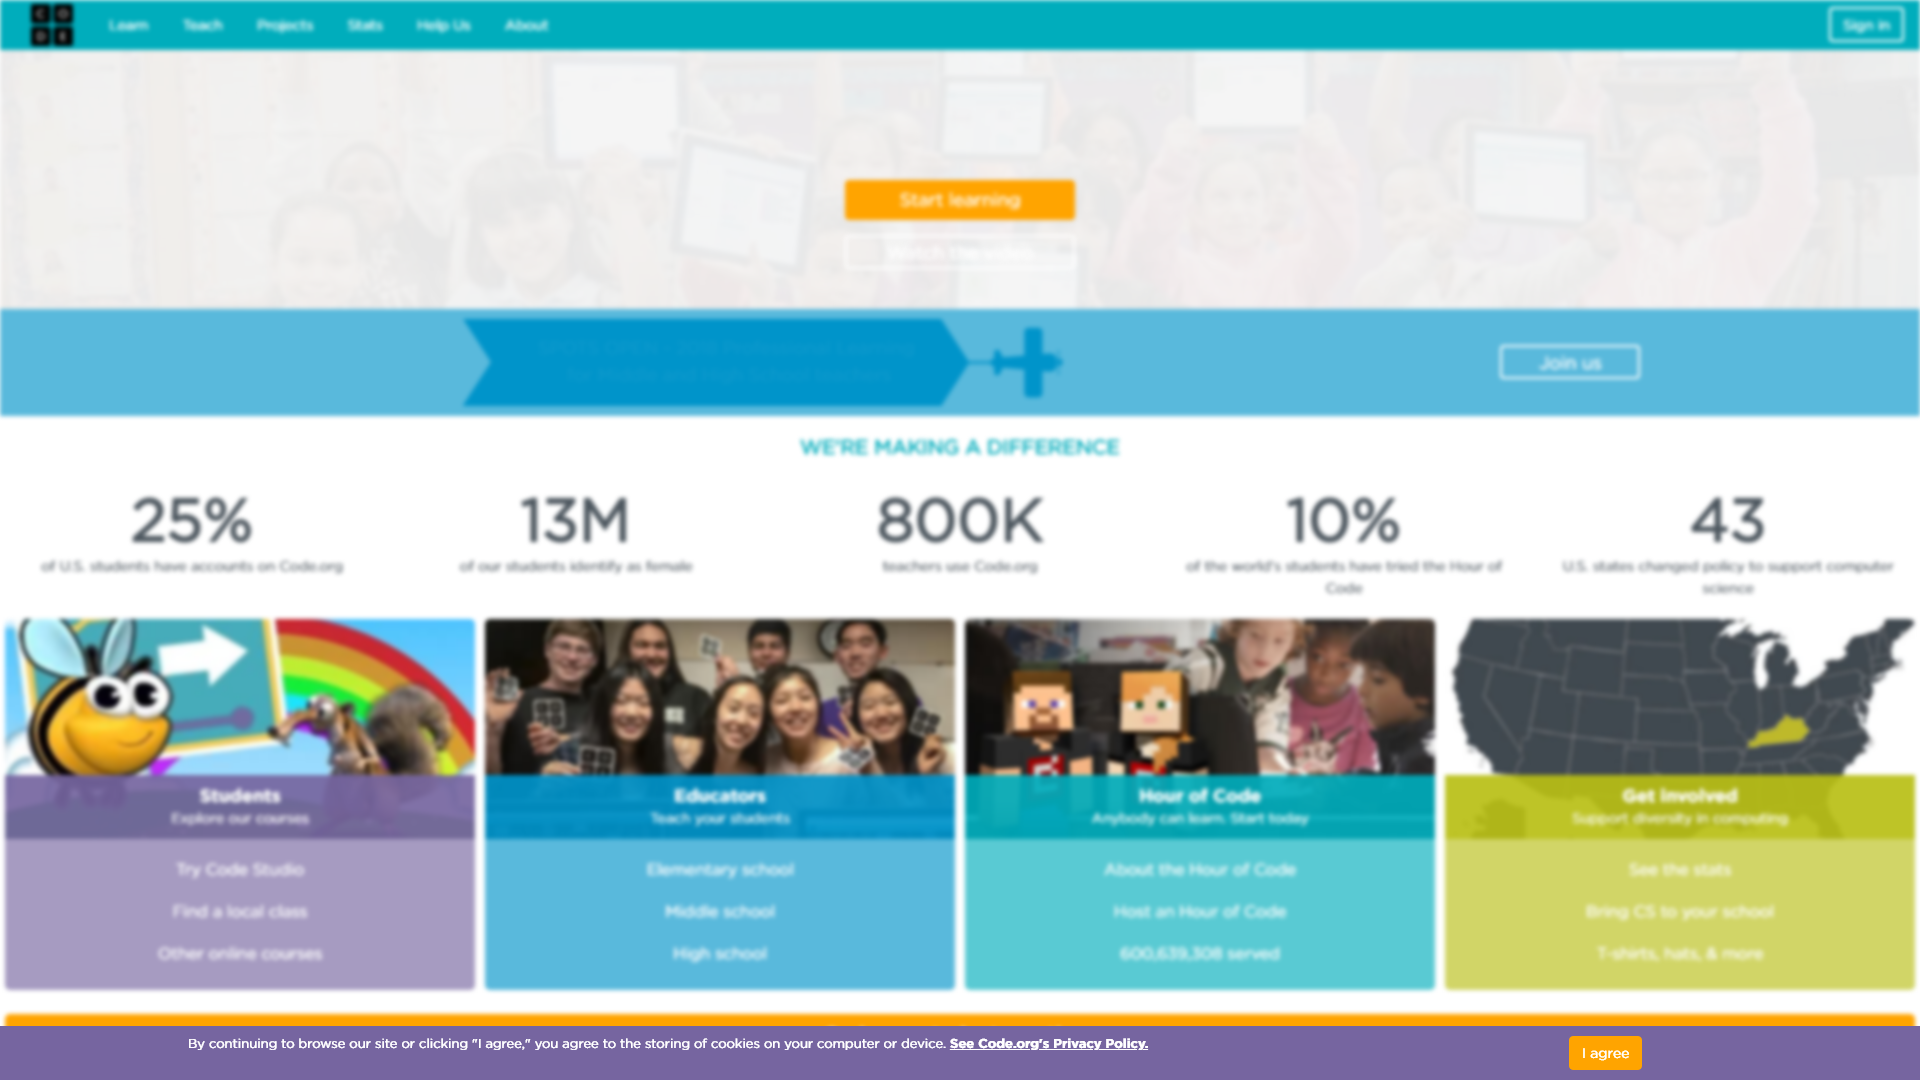 CODE
Learn Teach Projects Stats Help Us About Sign in
Start learning
Join us
WE'RE MAKING A DIFFERENCE
25% 13M 800K 10% 43
of U.S. students have accounts on Code.org of our students identify as female teachers use Code.org of the world's students have tried the Hour of U.S. states changed policy to support computer
Code science
Students Educators Hour of Code Get Involved
Explore our courses Teach your students Anybody can learn. Start today Support diversity in computing
Try Code Studio Elementary school About the Hour of Code See the stats
Find a local class Middle school Host an Hour of Code Bring CS to your school
Other online courses High school 600,639,308 served T-shirts, hats, & more
By continuing to browse our site or clicking "I agree," you agree to the storing of cookies on your computer or device. See Code.org's Privacy Policy.
I agree